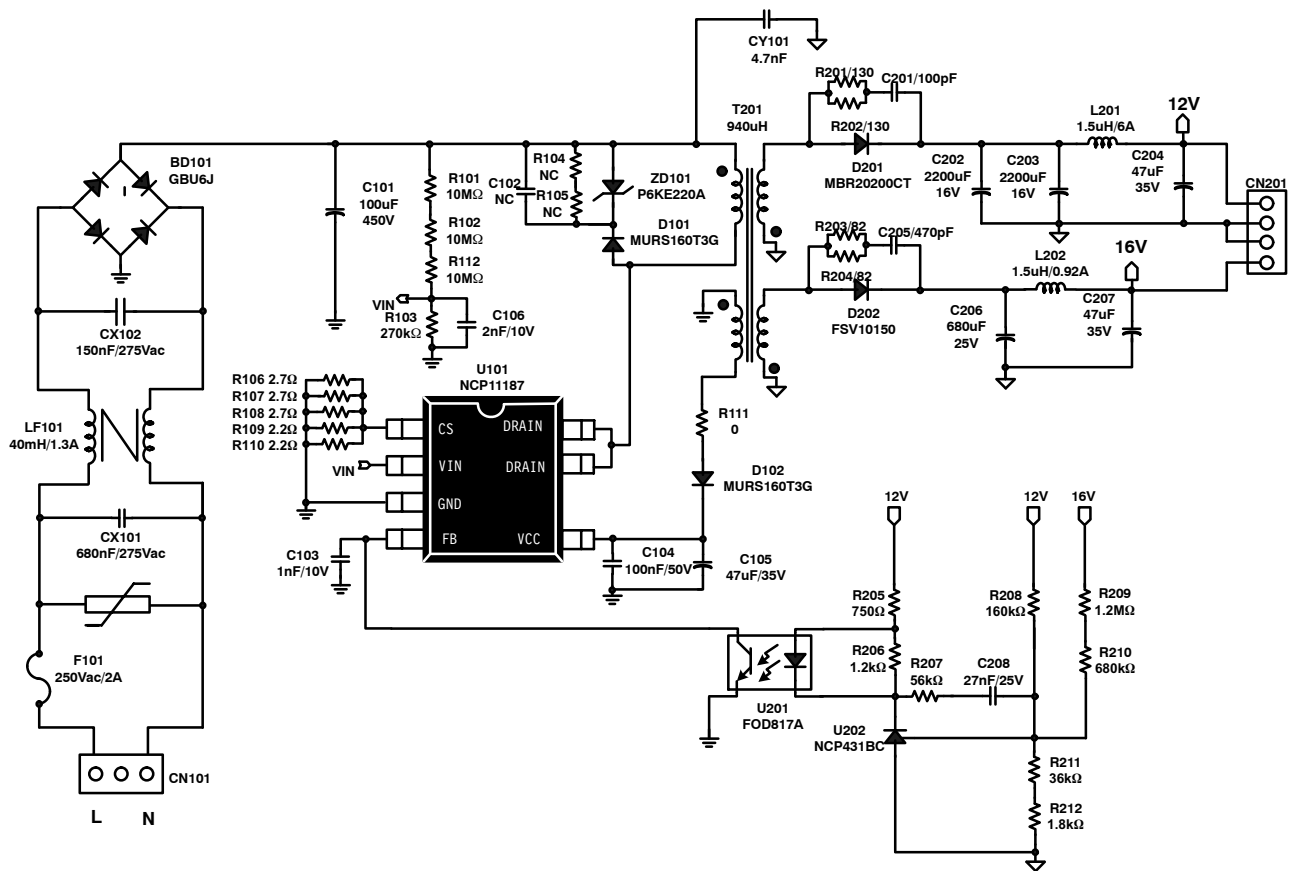 CY101
4.7nF
R201/130
C201/100pF
T201
940uH
R202/130
D201
MBR20200CT
L201
1.5uH/6A
12V
BD101
GBU6J
C101
100uF
450V
R101
10MΩ
R102
10MΩ
R112
10MΩ
C102
NC
R104
NC
R105
NC
ZD101
P6KE220A
D101
MURS160T3G
C202
2200uF
16V
C203
2200uF
16V
C204
47uF
35V
CN201
R203/82
C205/470pF
R204/82
D202
FSV10150
L202
1.5uH/0.92A
16V
C206
680uF
25V
C207
47uF
35V
VIN
R103
270kΩ
C106
2nF/10V
CX102
150nF/275Vac
U101
NCP11187
R106 2.7Ω
R107 2.7Ω
R108 2.7Ω
R109 2.2Ω
R110 2.2Ω
VIN
CS
VIN
GND
FB
DRAIN
DRAIN
VCC
R111
0
D102
MURS160T3G
LF101
40mH/1.3A
CX101
680nF/275Vac
C103
1nF/10V
C104
100nF/50V
C105
47uF/35V
12V
12V
16V
R205
750Ω
R208
160kΩ
R209
1.2MΩ
R206
1.2kΩ
R207
56kΩ
C208
27nF/25V
R210
680kΩ
F101
250Vac/2A
U201
FOD817A
U202
NCP431BC
R211
36kΩ
R212
1.8kΩ
CN101
L
N